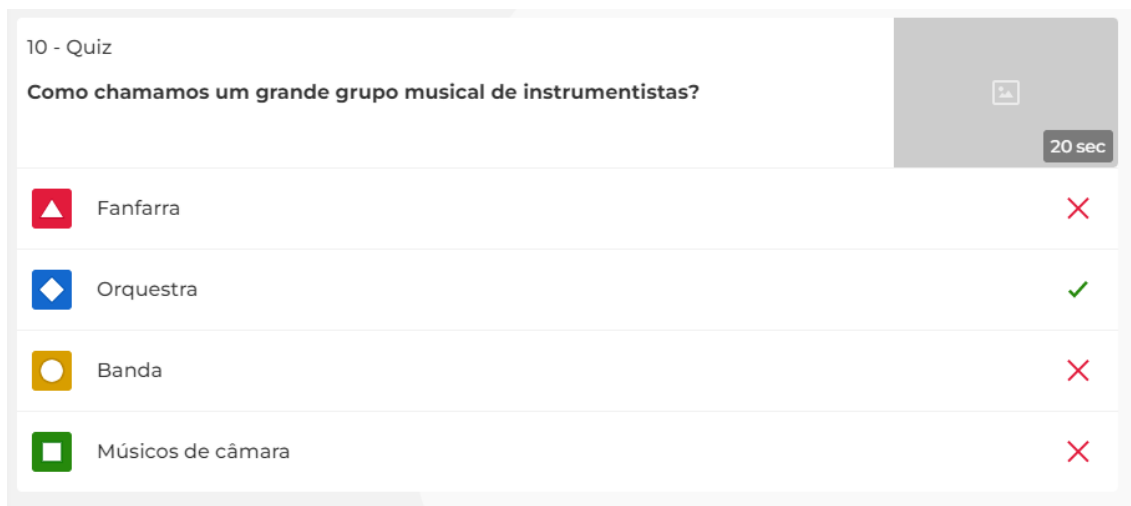 10 - Quiz
Como chamamos um grande grupo musical de instrumentistas?
20 sec
Fanfarra
Orquestra
Banda
Músicos de câmara